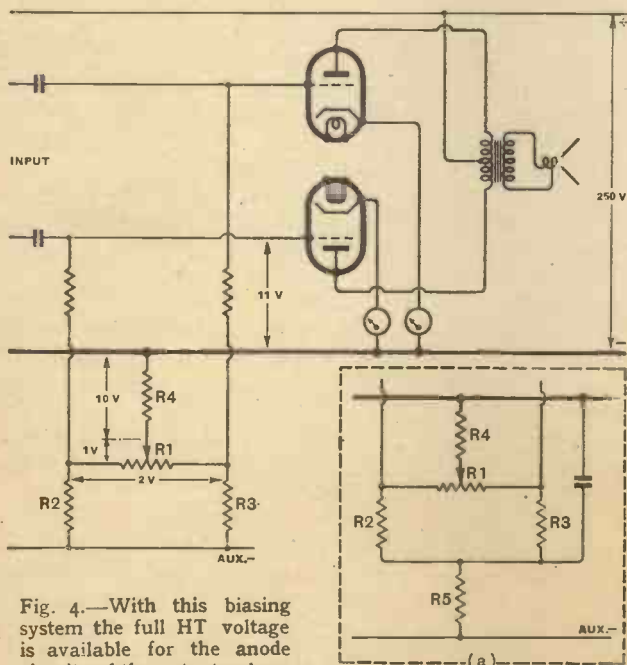 +
INPUT
250 V
11 V
−
10 V
R4
1 V
R1
2 V
R2
R3
AUX.−
R4
R1
R2
R3
R5
AUX.−
(a)
Fig. 4.—With this biasing
system the full HT voltage
is available for the anode